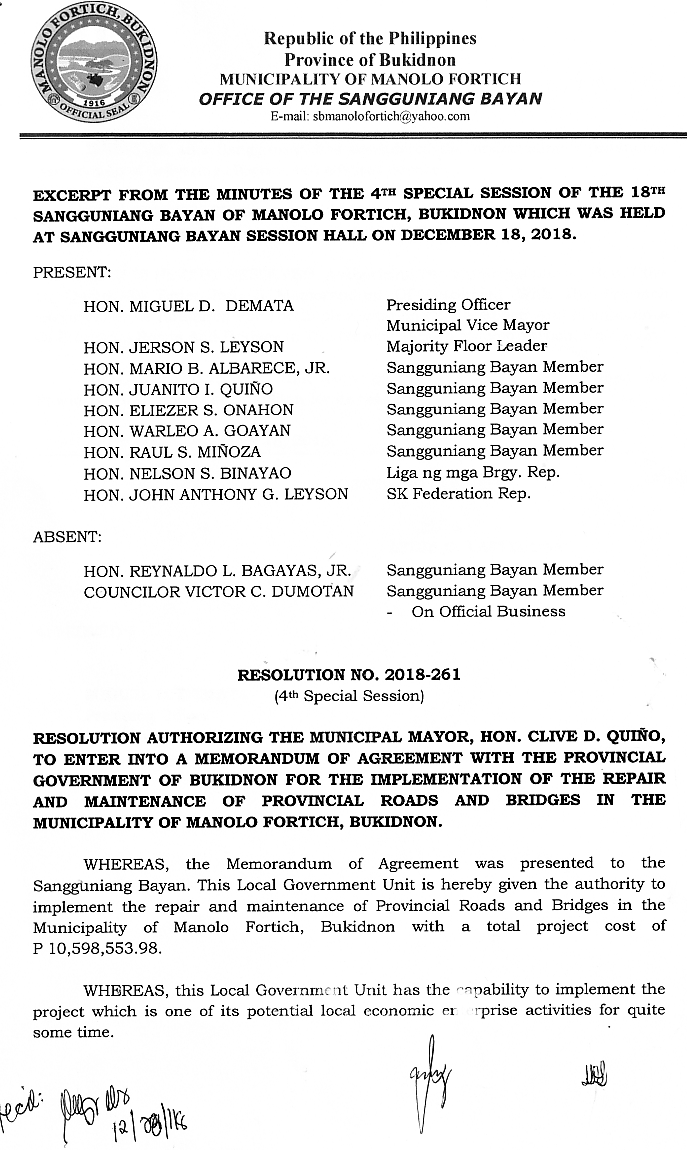 MANOLO FORTICH, BUKIDNON
1916
OFFICIAL SEAL
Republic of the Philippines
Province of Bukidnon
MUNICIPALITY OF MANOLO FORTICH
OFFICE OF THE SANGGUNIANG BAYAN
E-mail: sbmanolofortich@yahoo.com
EXCERPT FROM THE MINUTES OF THE 4TH SPECIAL SESSION OF THE 18TH
SANGGUNIANG BAYAN OF MANOLO FORTICH, BUKIDNON WHICH WAS HELD
AT SANGGUNIANG BAYAN SESSION HALL ON DECEMBER 18, 2018.
PRESENT:
HON. MIGUEL D. DEMATA Presiding Officer
Municipal Vice Mayor
HON. JERSON S. LEYSON Majority Floor Leader
HON. MARIO B. ALBARECE, JR. Sangguniang Bayan Member
HON. JUANITO I. QUIÑO Sangguniang Bayan Member
HON. ELIEZER S. ONAHON Sangguniang Bayan Member
HON. WARLEO A. GOAYAN Sangguniang Bayan Member
HON. RAUL S. MIÑOZA Sangguniang Bayan Member
HON. NELSON S. BINAYAO Liga ng mga Brgy. Rep.
HON. JOHN ANTHONY G. LEYSON SK Federation Rep.
ABSENT:
HON. REYNALDO L. BAGAYAS, JR. Sangguniang Bayan Member
COUNCILOR VICTOR C. DUMOTAN Sangguniang Bayan Member
- On Official Business
RESOLUTION NO. 2018-261
(4th Special Session)
RESOLUTION AUTHORIZING THE MUNICIPAL MAYOR, HON. CLIVE D. QUIÑO,
TO ENTER INTO A MEMORANDUM OF AGREEMENT WITH THE PROVINCIAL
GOVERNMENT OF BUKIDNON FOR THE IMPLEMENTATION OF THE REPAIR
AND MAINTENANCE OF PROVINCIAL ROADS AND BRIDGES IN THE
MUNICIPALITY OF MANOLO FORTICH, BUKIDNON.
WHEREAS, the Memorandum of Agreement was presented to the
Sangguniang Bayan. This Local Government Unit is hereby given the authority to
implement the repair and maintenance of Provincial Roads and Bridges in the
Municipality of Manolo Fortich, Bukidnon with a total project cost of
P 10,598,553.98.
WHEREAS, this Local Government Unit has the capability to implement the
project which is one of its potential local economic er rprise activities for quite
some time.
ecd: